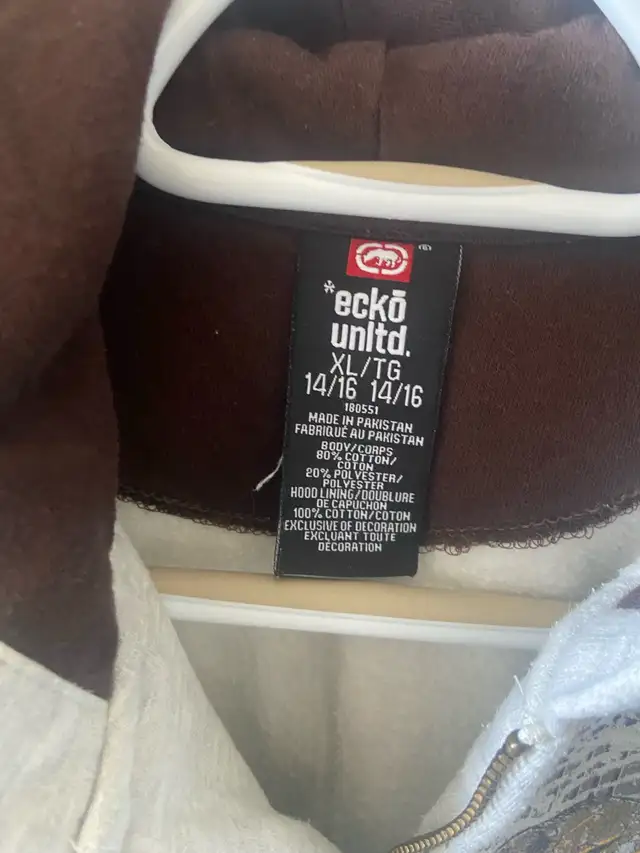 ®
*eckō
unltd.
XL/TG
14/16 14/16
180551
MADE IN PAKISTAN
FABRIQUÉ AU PAKISTAN
BODY/CORPS
80% COTTON/
COTON
20% POLYESTER/
POLYESTER
HOOD LINING/DOUBLURE
DE CAPUCHON
100% COTTON/COTON
EXCLUSIVE OF DECORATION
EXCLUANT TOUTE
DÉCORATION